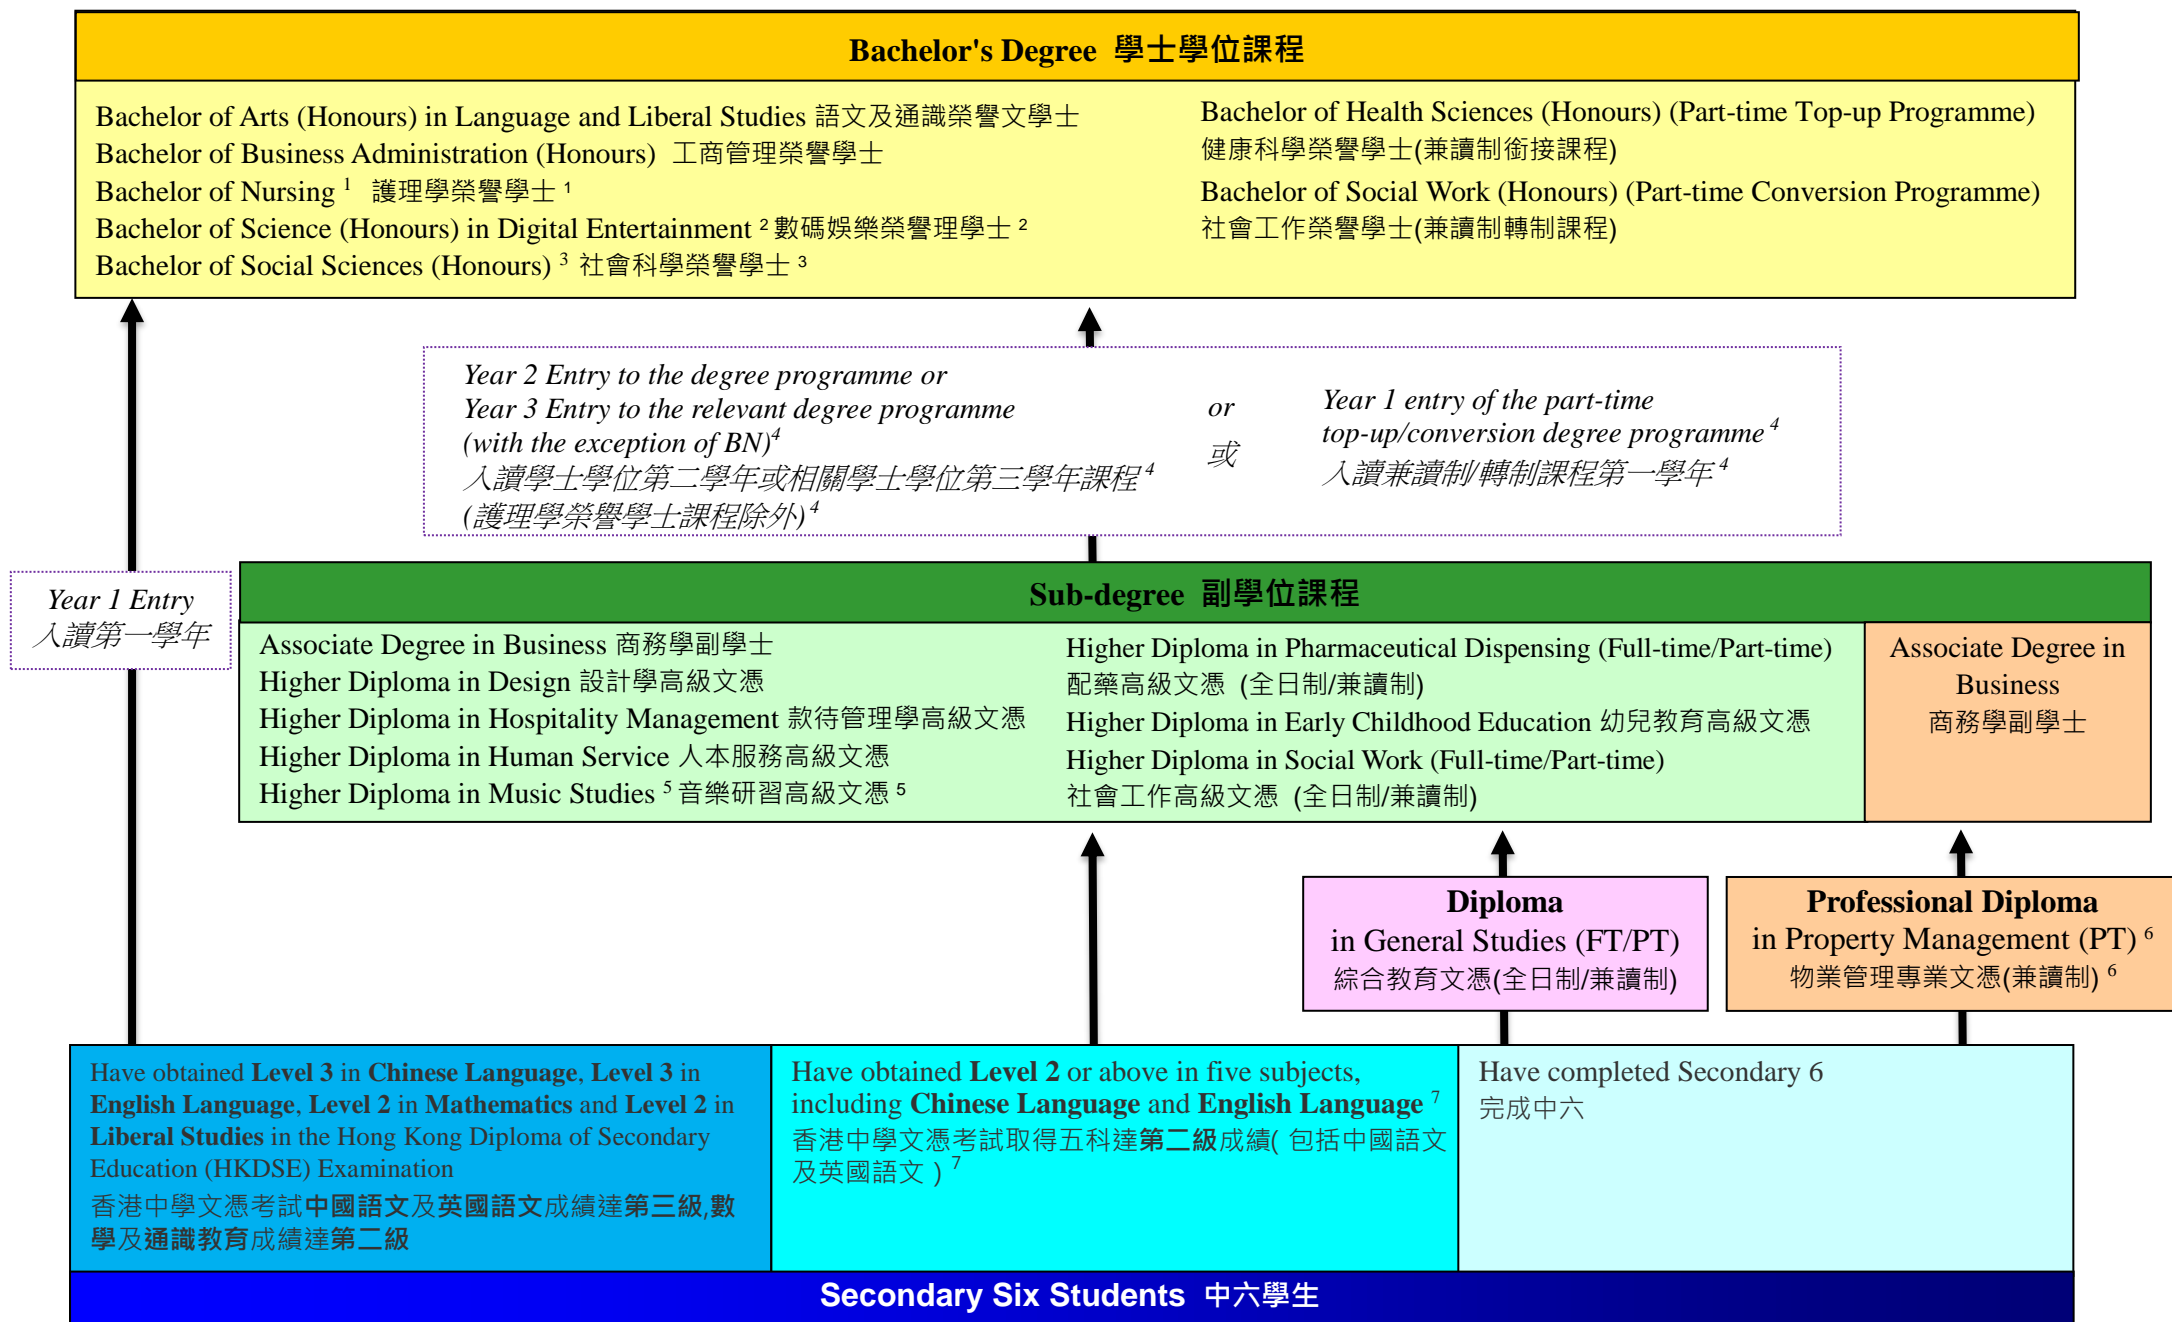 Bachelor's Degree 學士學位課程
Bachelor of Arts (Honours) in Language and Liberal Studies 語文及通識榮譽文學士
Bachelor of Business Administration (Honours) 工商管理榮譽學士
Bachelor of Nursing ¹ 護理學榮譽學士 ¹
Bachelor of Science (Honours) in Digital Entertainment ² 數碼娛樂榮譽理學士 ²
Bachelor of Social Sciences (Honours) ³ 社會科學榮譽學士 ³
Bachelor of Health Sciences (Honours) (Part-time Top-up Programme)
健康科學榮譽學士(兼讀制銜接課程)
Bachelor of Social Work (Honours) (Part-time Conversion Programme)
社會工作榮譽學士(兼讀制轉制課程)
Year 2 Entry to the degree programme or
Year 3 Entry to the relevant degree programme
(with the exception of BN)⁴
入讀學士學位第二學年或相關學士學位第三學年課程⁴
(護理學榮譽學士課程除外)⁴
or
或
Year 1 entry of the part-time
top-up/conversion degree programme ⁴
入讀兼讀制/轉制課程第一學年⁴
Year 1 Entry
入讀第一學年
Sub-degree 副學位課程
Associate Degree in Business 商務學副學士
Higher Diploma in Design 設計學高級文憑
Higher Diploma in Hospitality Management 款待管理學高級文憑
Higher Diploma in Human Service 人本服務高級文憑
Higher Diploma in Music Studies ⁵ 音樂研習高級文憑 ⁵
Higher Diploma in Pharmaceutical Dispensing (Full-time/Part-time)
配藥高級文憑 (全日制/兼讀制)
Higher Diploma in Early Childhood Education 幼兒教育高級文憑
Higher Diploma in Social Work (Full-time/Part-time)
社會工作高級文憑 (全日制/兼讀制)
Associate Degree in
Business
商務學副學士
Diploma
in General Studies (FT/PT)
綜合教育文憑(全日制/兼讀制)
Professional Diploma
in Property Management (PT) ⁶
物業管理專業文憑(兼讀制) ⁶
Have obtained Level 3 in Chinese Language, Level 3 in
English Language, Level 2 in Mathematics and Level 2 in
Liberal Studies in the Hong Kong Diploma of Secondary
Education (HKDSE) Examination
香港中學文憑考試中國語文及英國語文成績達第三級,數
學及通識教育成績達第二級
Have obtained Level 2 or above in five subjects,
including Chinese Language and English Language ⁷
香港中學文憑考試取得五科達第二級成績( 包括中國語文
及英國語文 ) ⁷
Have completed Secondary 6
完成中六
Secondary Six Students 中六學生